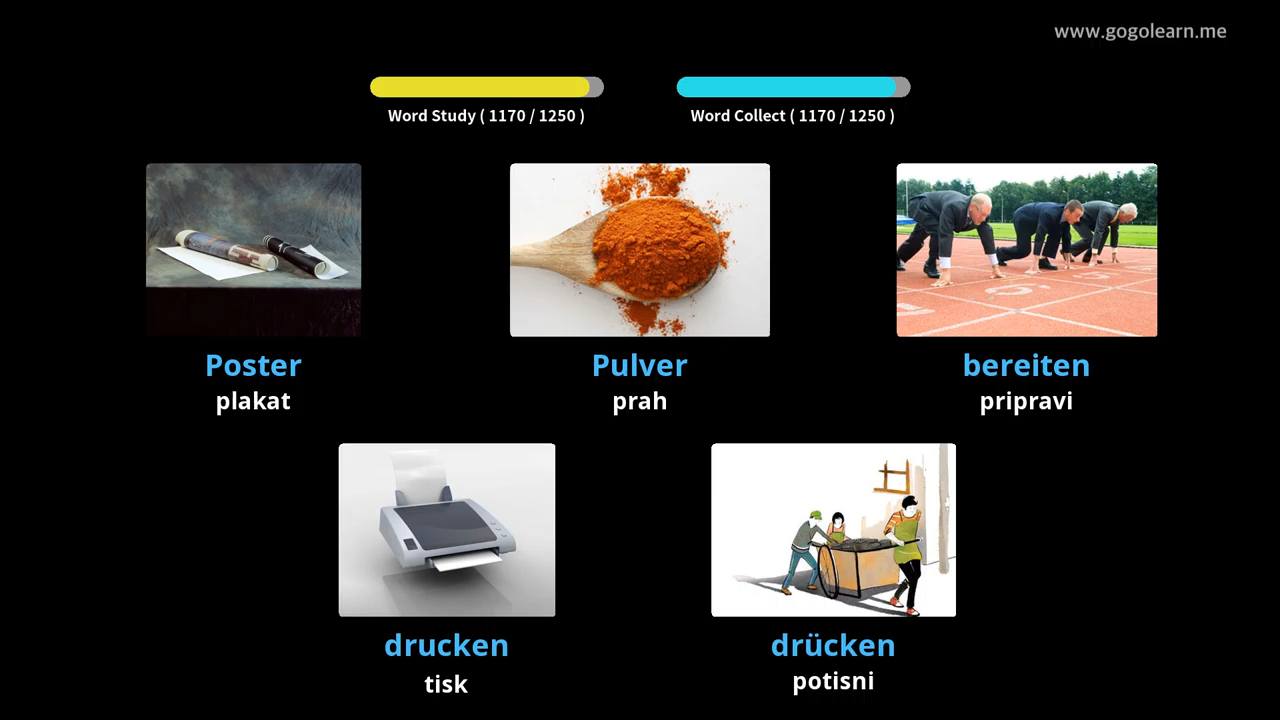 www.gogolearn.me
Word Study ( 1170 / 1250 )
Word Collect ( 1170 / 1250 )
Poster
plakat
Pulver
prah
bereiten
pripravi
drucken
tisk
drücken
potisni